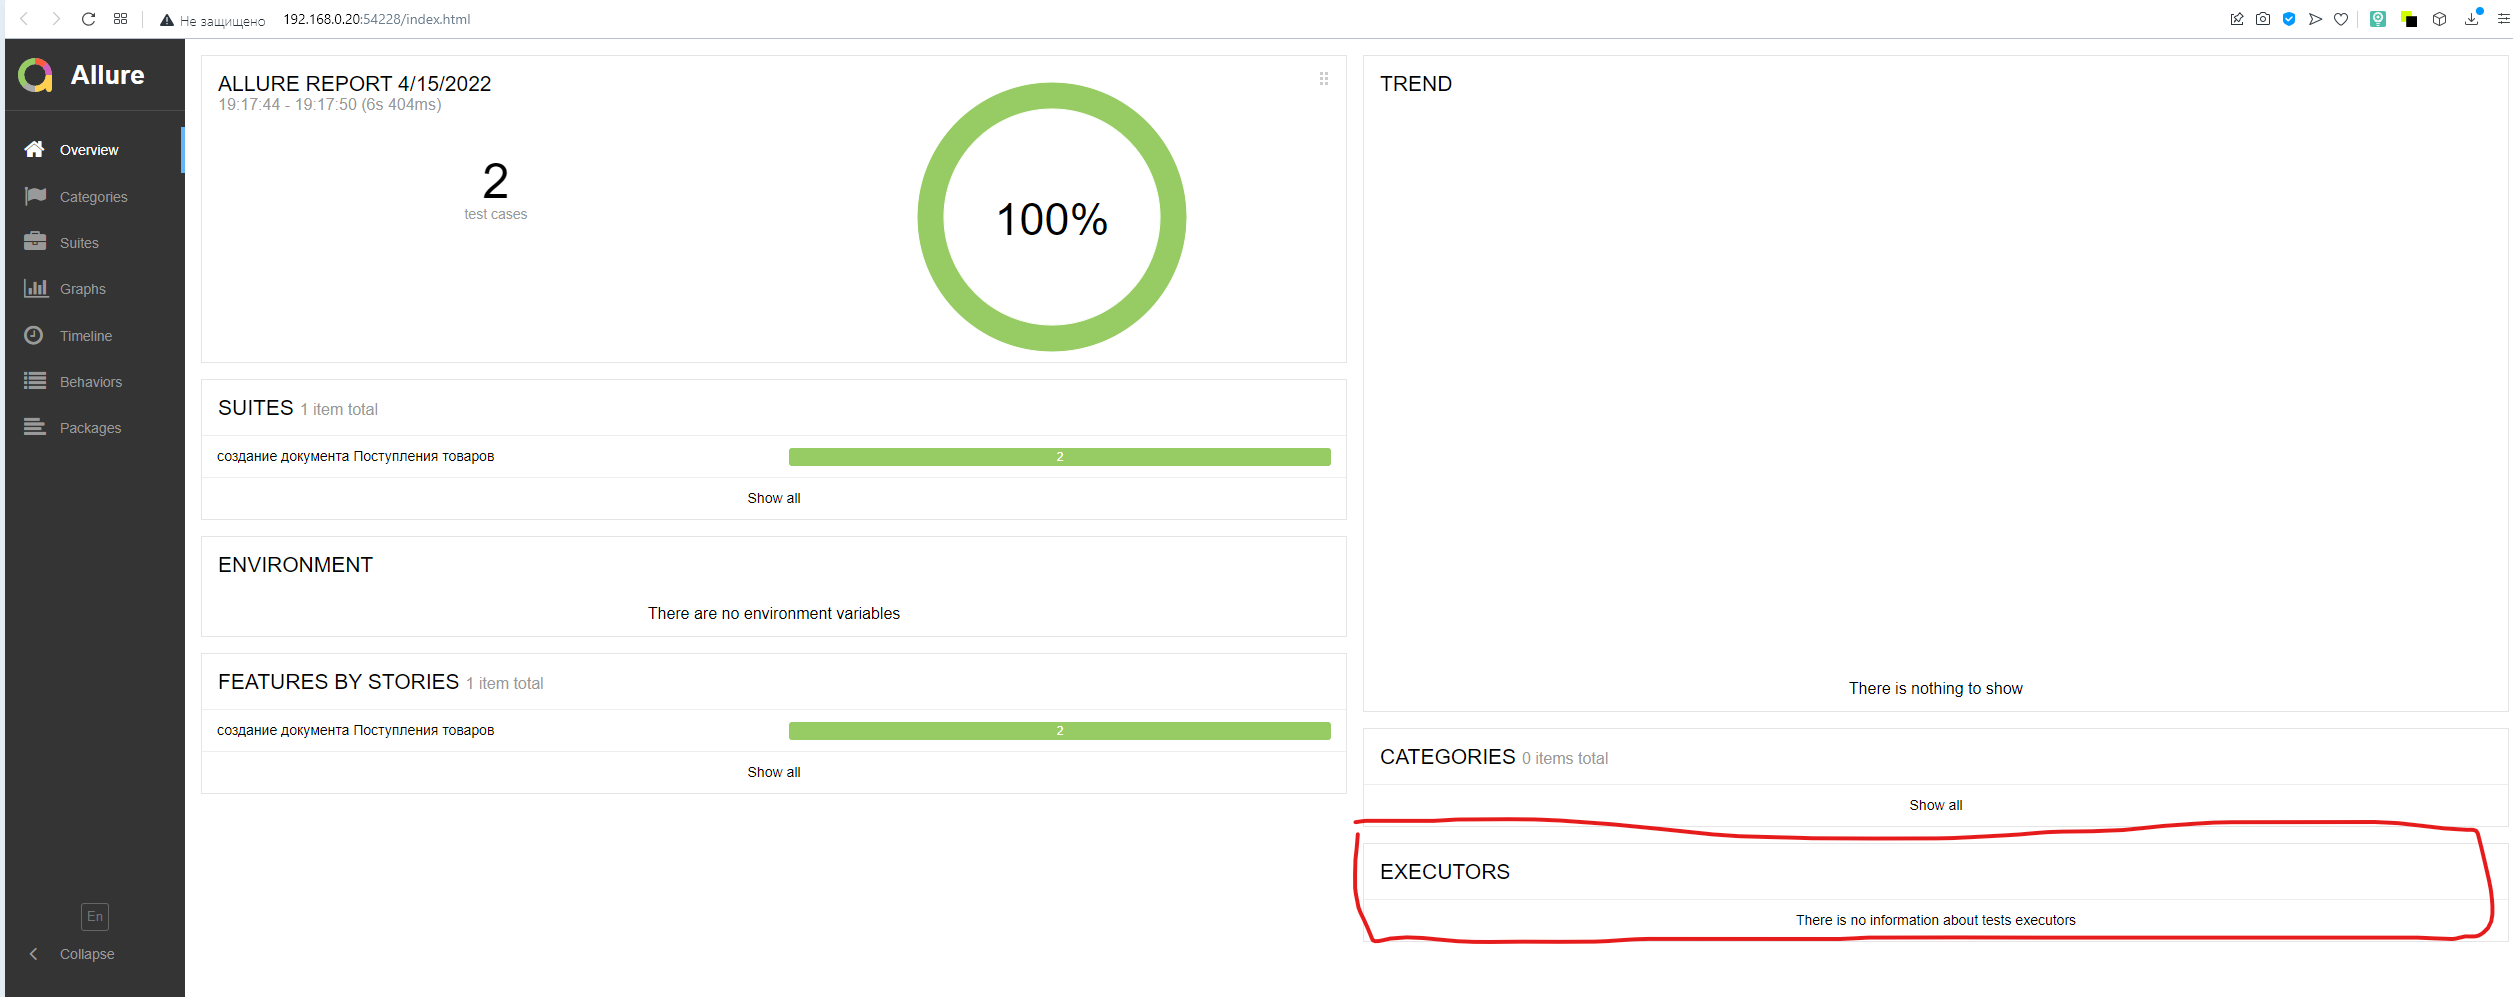 Не защищено 192.168.0.20:54228/index.html
Allure
Overview
Categories
Suites
Graphs
Timeline
Behaviors
Packages
En
Collapse
ALLURE REPORT 4/15/2022
19:17:44 - 19:17:50 (6s 404ms)
2
test cases
100%
SUITES 1 item total
создание документа Поступления товаров 2
Show all
ENVIRONMENT
There are no environment variables
FEATURES BY STORIES 1 item total
создание документа Поступления товаров 2
Show all
TREND
There is nothing to show
CATEGORIES 0 items total
Show all
EXECUTORS
There is no information about tests executors